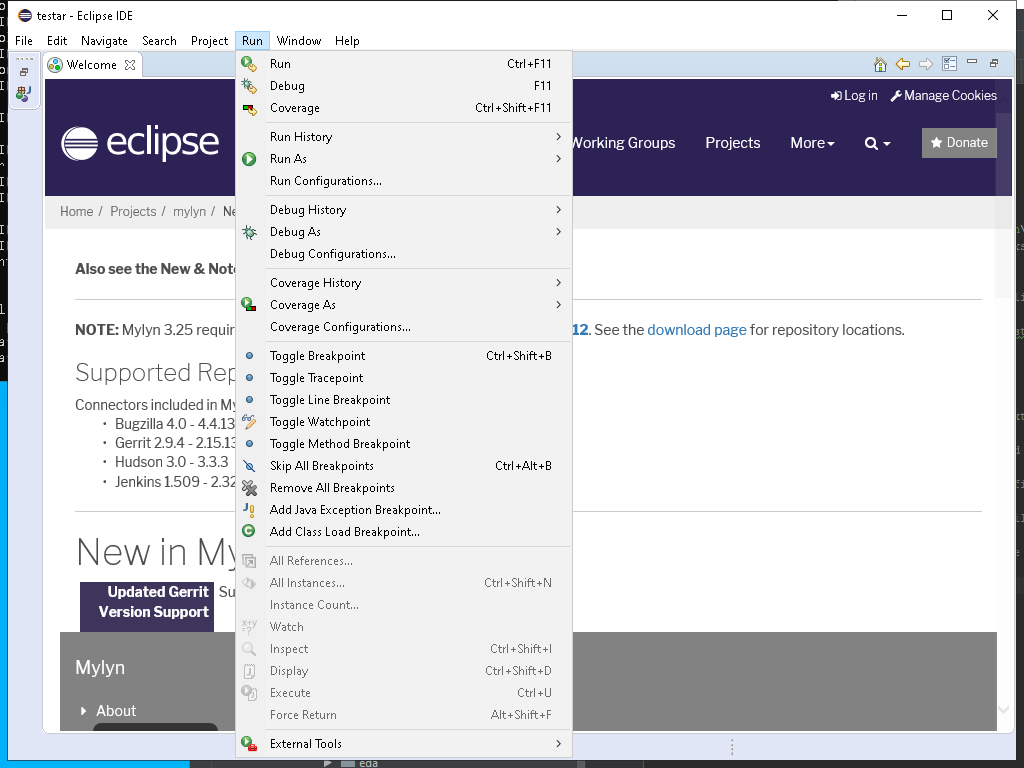 testar - Eclipse IDE
File Edit Navigate Search Project Run Window Help
Welcome
Run Ctrl+F11
Debug F11
Coverage Ctrl+Shift+F11
Run History
Run As
Run Configurations...
Debug History
Debug As
Debug Configurations...
Coverage History
Coverage As
Coverage Configurations...
Toggle Breakpoint Ctrl+Shift+B
Toggle Tracepoint
Toggle Line Breakpoint
Toggle Watchpoint
Toggle Method Breakpoint
Skip All Breakpoints Ctrl+Alt+B
Remove All Breakpoints
Add Java Exception Breakpoint...
Add Class Load Breakpoint...
All References...
All Instances... Ctrl+Shift+N
Instance Count...
Watch
Inspect Ctrl+Shift+I
Display Ctrl+Shift+D
Execute Ctrl+U
Force Return Alt+Shift+F
External Tools
Log in Manage Cookies
eclipse
Working Groups Projects More Donate
Home / Projects / mylyn / Ne
Also see the New & Note
NOTE: Mylyn 3.25 requir
12. See the download page for repository locations.
Supported Rep
Connectors included in My
• Bugzilla 4.0 - 4.4.13
• Gerrit 2.9.4 - 2.15.13
• Hudson 3.0 - 3.3.3
• Jenkins 1.509 - 2.32
New in My
Updated Gerrit
Version Support
Su
Mylyn
About
eda